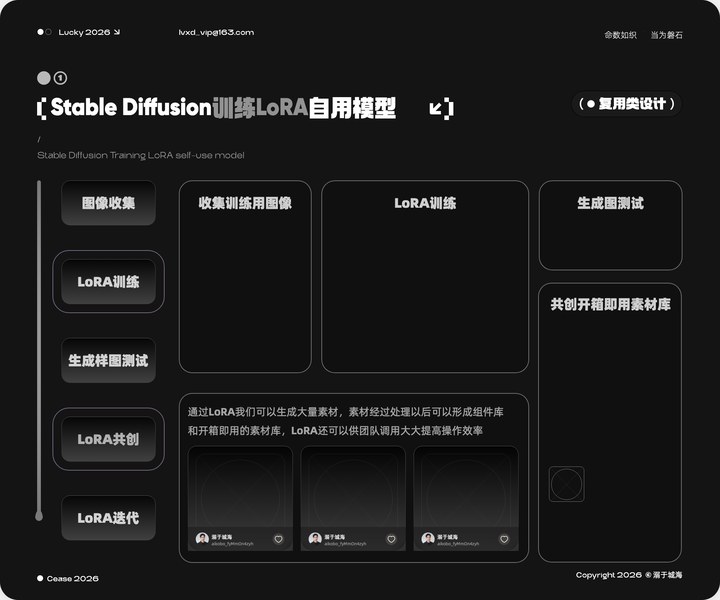 Lucky 2026
lvxd_vip@163.com
命数如织 当为磐石
1
Stable Diffusion训练LoRA自用模型
( 复用类设计 )
/
Stable Diffusion Training LoRA self-use model
图像收集
LoRA训练
生成样图测试
LoRA共创
LoRA迭代
收集训练用图像
LoRA训练
生成图测试
共创开箱即用素材库
通过LoRA我们可以生成大量素材，素材经过处理以后可以形成组件库
和开箱即用的素材库，LoRA还可以供团队调用大大提高操作效率
溺于城海
溺于城海
溺于城海
Cease 2026
Copyright 2026 © 溺于城海